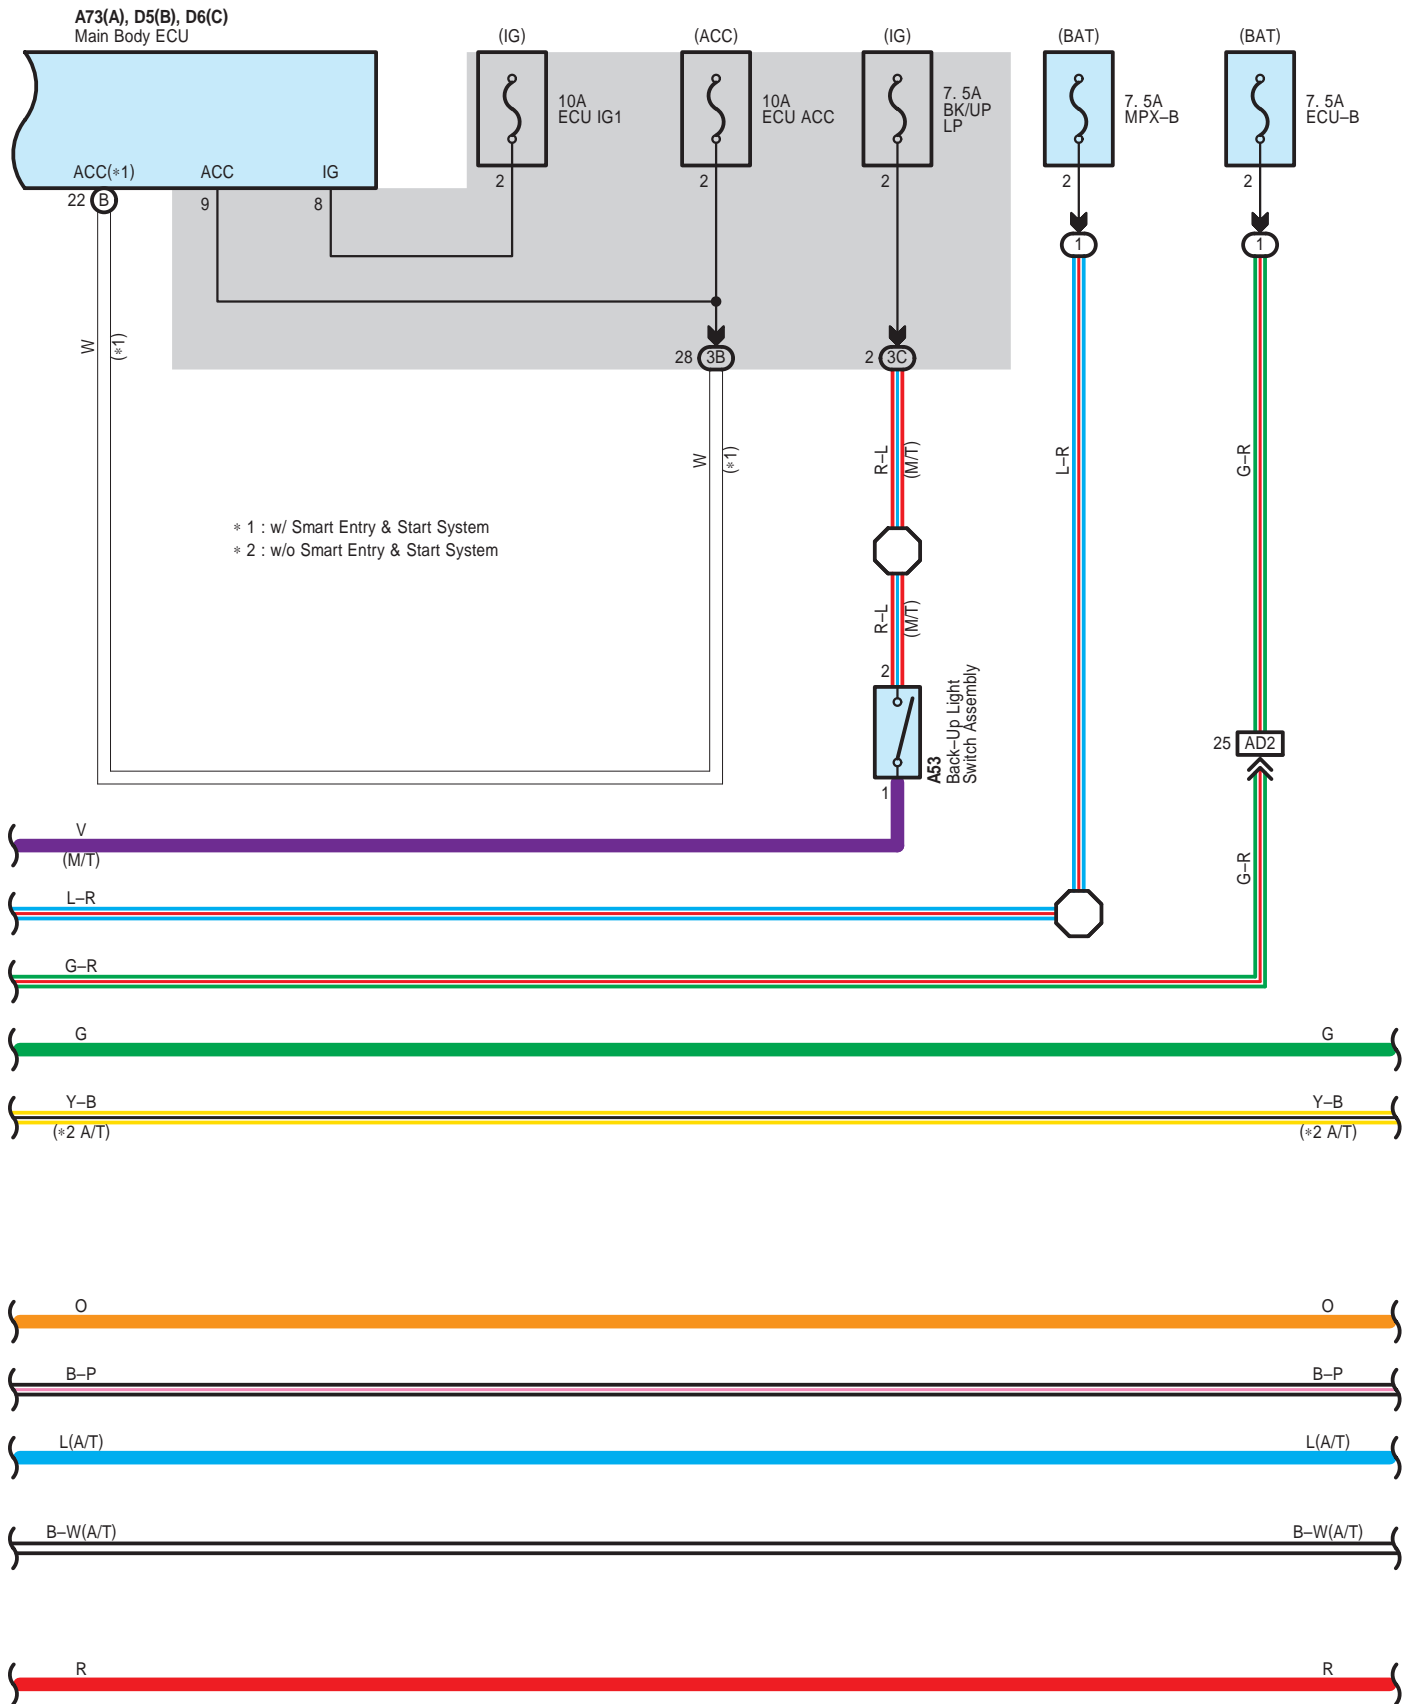 A73(A), D5(B), D6(C)
Main Body ECU
(IG)
(ACC)
(IG)
(BAT)
(BAT)
10A
ECU IG1
10A
ECU ACC
7. 5A
BK/UP
LP
7. 5A
MPX–B
7. 5A
ECU–B
ACC(∗1)
ACC
IG
2
2
2
2
2
22
B
9
8
1
1
W
(∗1)
28
3B
2
3C
W
(∗1)
R–L
(M/T)
L–R
G–R
∗ 1 : w/ Smart Entry & Start System
∗ 2 : w/o Smart Entry & Start System
R–L
(M/T)
2
A53
Back–Up Light
Switch Assembly
1
25
AD2
G–R
V
(M/T)
L–R
G–R
G
G
Y–B
Y–B
(∗2 A/T)
(∗2 A/T)
O
O
B–P
B–P
L(A/T)
L(A/T)
B–W(A/T)
B–W(A/T)
R
R